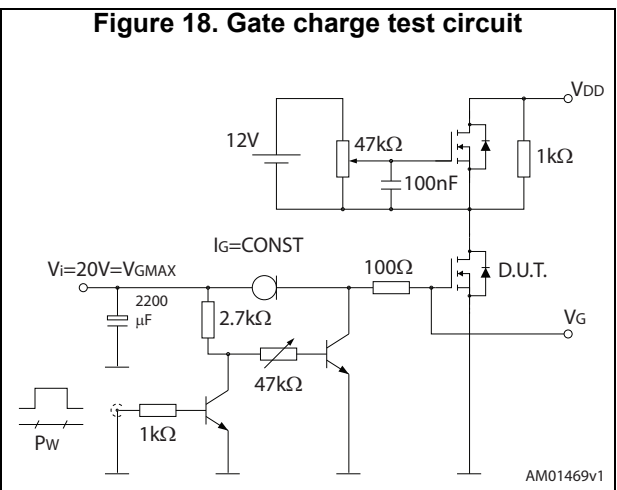 Figure 18. Gate charge test circuit
VDD
12V
47kΩ
1kΩ
100nF
IG=CONST
Vi=20V=VGMAX
100Ω
D.U.T.
2200
μF
2.7kΩ
VG
47kΩ
1kΩ
PW
AM01469v1